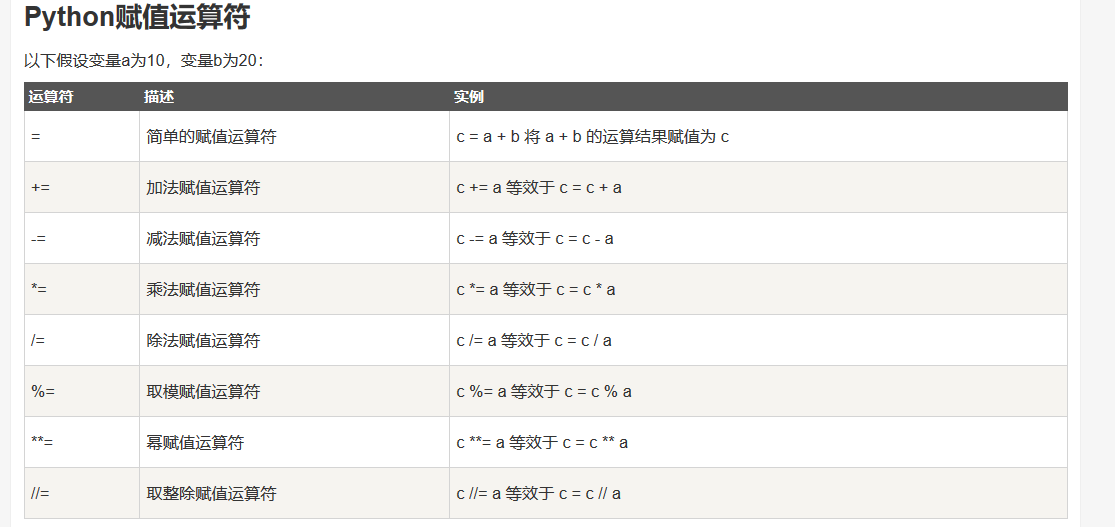 Python赋值运算符
以下假设变量a为10，变量b为20：
运算符 描述 实例
= 简单的赋值运算符 c = a + b 将 a + b 的运算结果赋值为 c
+= 加法赋值运算符 c += a 等效于 c = c + a
-= 减法赋值运算符 c -= a 等效于 c = c - a
*= 乘法赋值运算符 c *= a 等效于 c = c * a
/= 除法赋值运算符 c /= a 等效于 c = c / a
%= 取模赋值运算符 c %= a 等效于 c = c % a
**= 幂赋值运算符 c **= a 等效于 c = c ** a
//= 取整除赋值运算符 c //= a 等效于 c = c // a